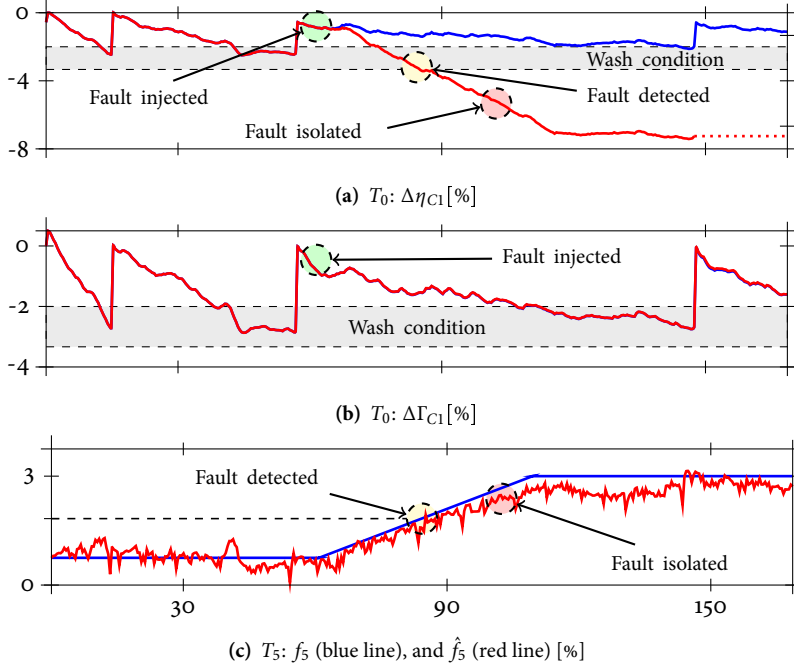 0
-4
-8
Wash condition
Fault injected
Fault detected
Fault isolated
(a) T0: ΔηC1[%]
0
-2
-4
Fault injected
Wash condition
(b) T0: ΔΓC1[%]
3
0
Fault detected
Fault isolated
30 90 150
(c) T5: f5 (blue line), and f̂5 (red line) [%]